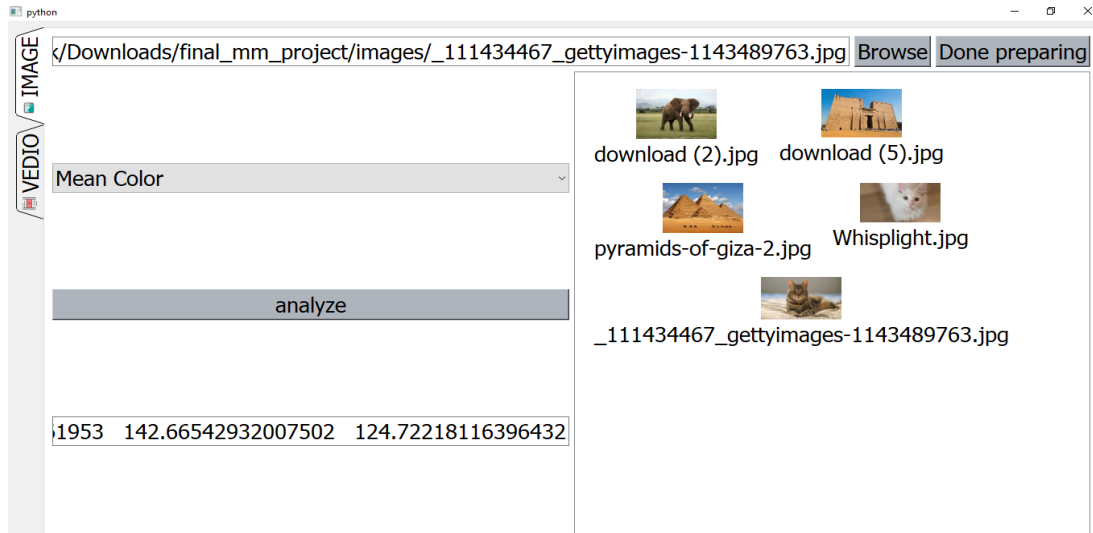 python
IMAGE
VEDIO
k/Downloads/final_mm_project/images/_111434467_gettyimages-1143489763.jpg
Browse
Done preparing
Mean Color
analyze
51953 142.66542932007502 124.72218116396432
download (2).jpg
download (5).jpg
pyramids-of-giza-2.jpg
Whisplight.jpg
_111434467_gettyimages-1143489763.jpg